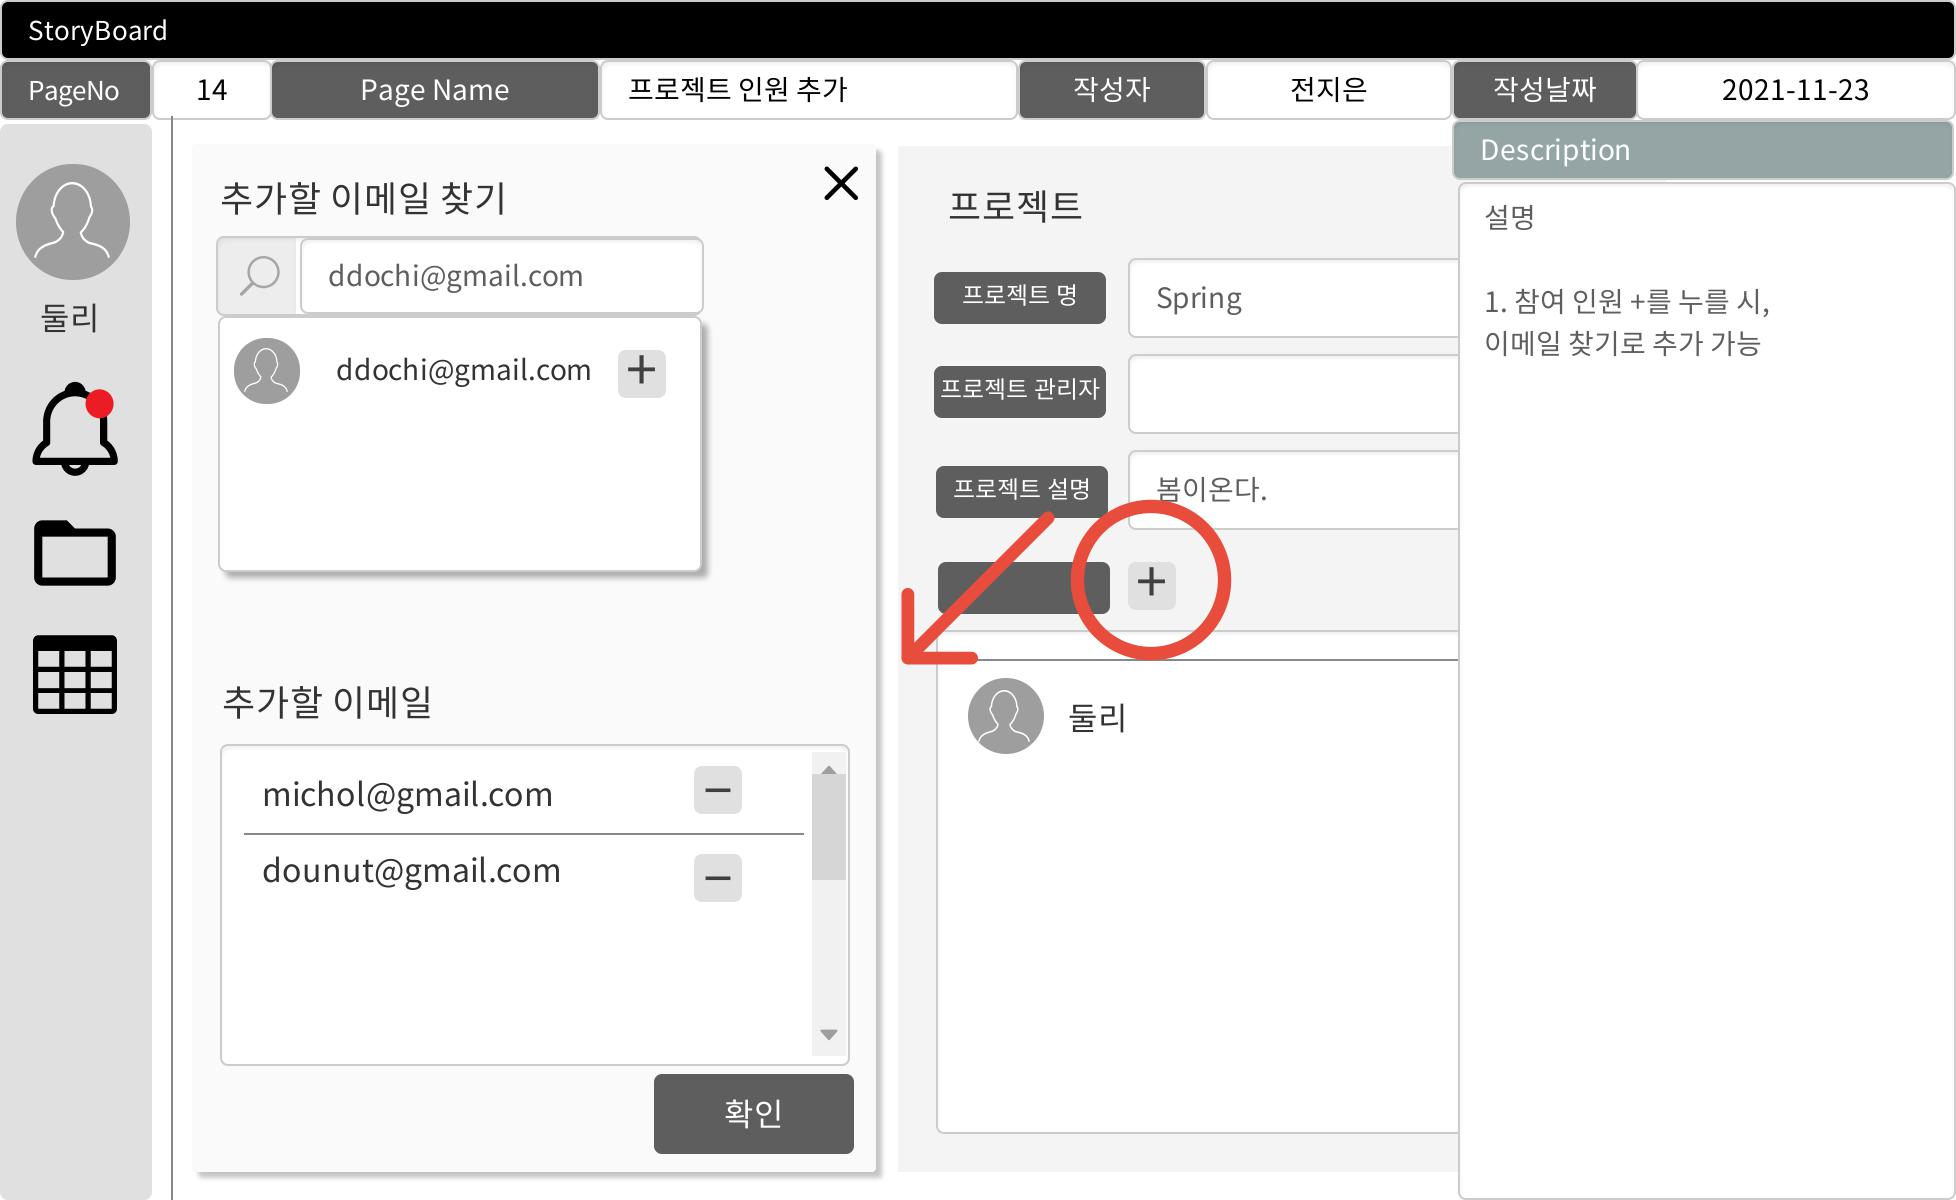 StoryBoard
PageNo 14 Page Name 프로젝트 인원 추가 작성자 전지은 작성날짜 2021-11-23
둘리
추가할 이메일 찾기
ddochi@gmail.com
ddochi@gmail.com +
추가할 이메일
michol@gmail.com −
dounut@gmail.com −
확인
프로젝트
프로젝트 명 Spring
프로젝트 관리자
프로젝트 설명 봄이온다.
+
둘리
Description
설명
1. 참여 인원 +를 누를 시,
이메일 찾기로 추가 가능